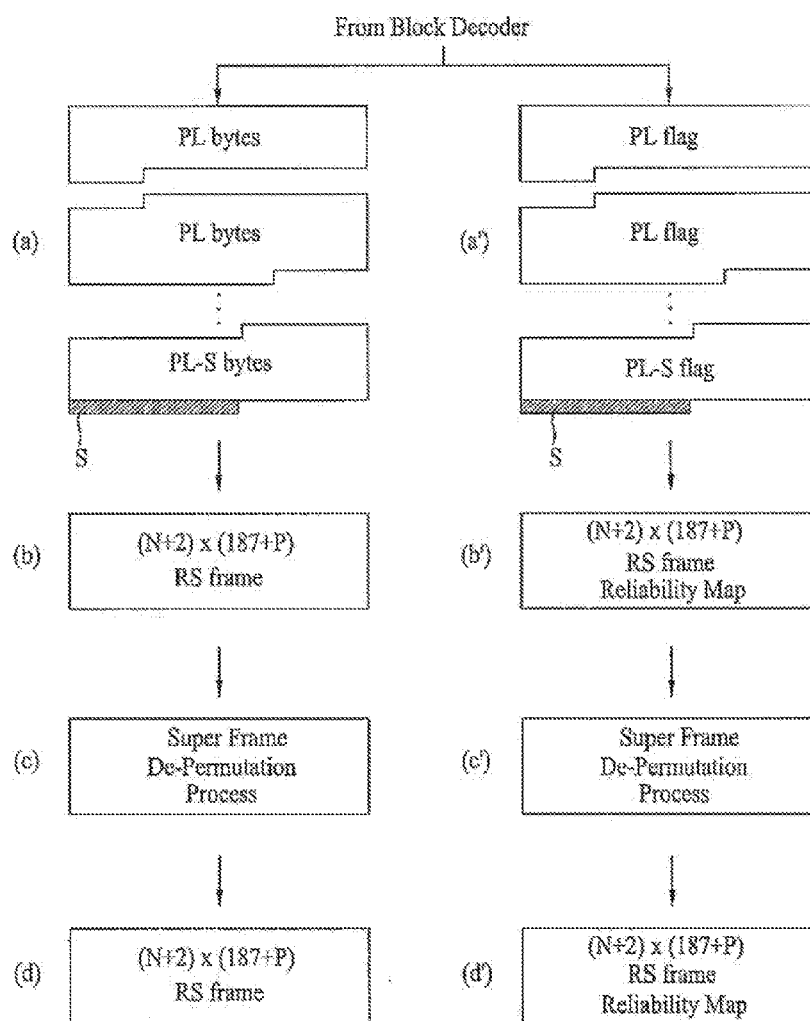 From Block Decoder
PL bytes
PL flag
(a)
PL bytes
(a')
PL flag
PL-S bytes
PL-S flag
S
S
(b)
(N+2) x (187+P)
RS frame
(b')
(N+2) x (187+P)
RS frame
Reliability Map
(c)
Super Frame
De-Permutation
Process
(c')
Super Frame
De-Permutation
Process
(d)
(N+2) x (187+P)
RS frame
(d')
(N+2) x (187+P)
RS frame
Reliability Map